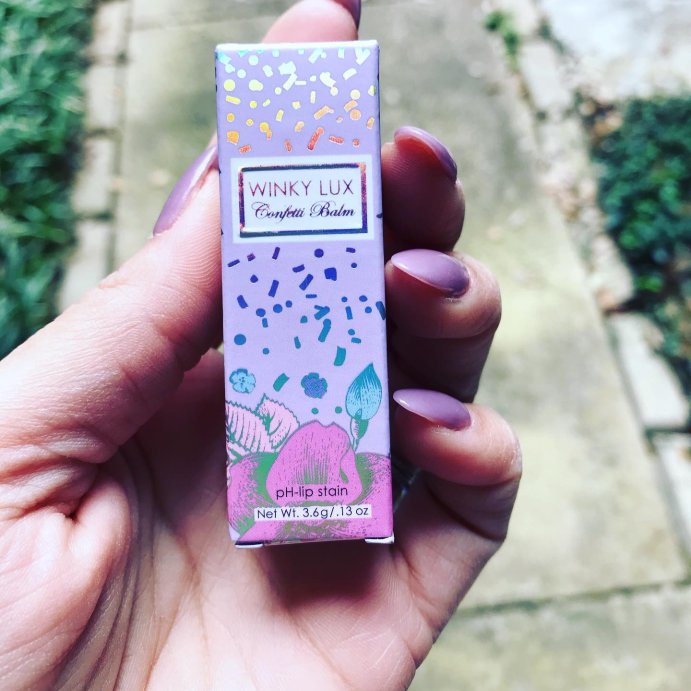 WINKY LUX
Confetti Balm
pH-lip stain
Net Wt. 3.6g/.13 oz